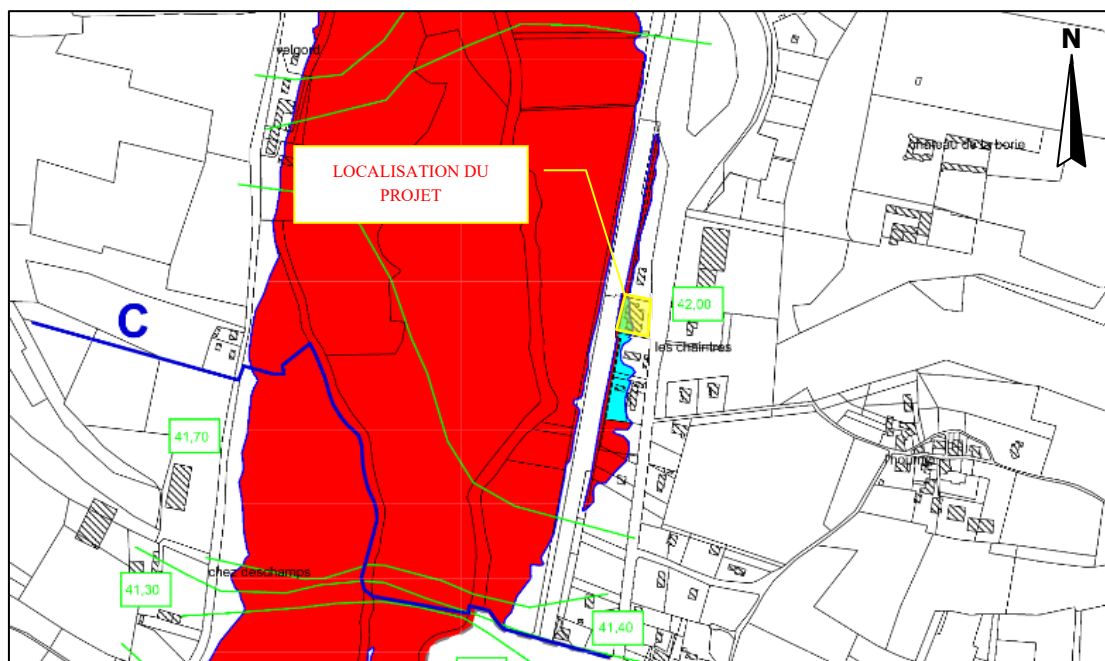 velgord
N
chateau de la borie
LOCALISATION DU
PROJET
42,00
C
les chaintres
41,70
chez deschamps
41,30
41,40